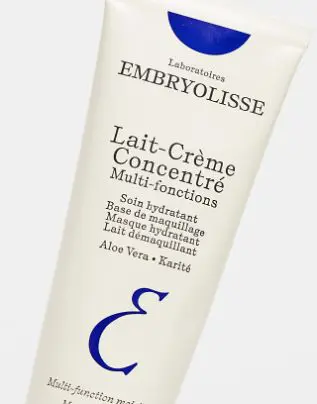 Laboratoires
EMBRYOLISSE
Lait-Crème
Concentré
Multi-fonctions
Soin hydratant
Base de maquillage
Masque hydratant
Lait démaquillant
Aloe Vera • Karité
E
Multi-function